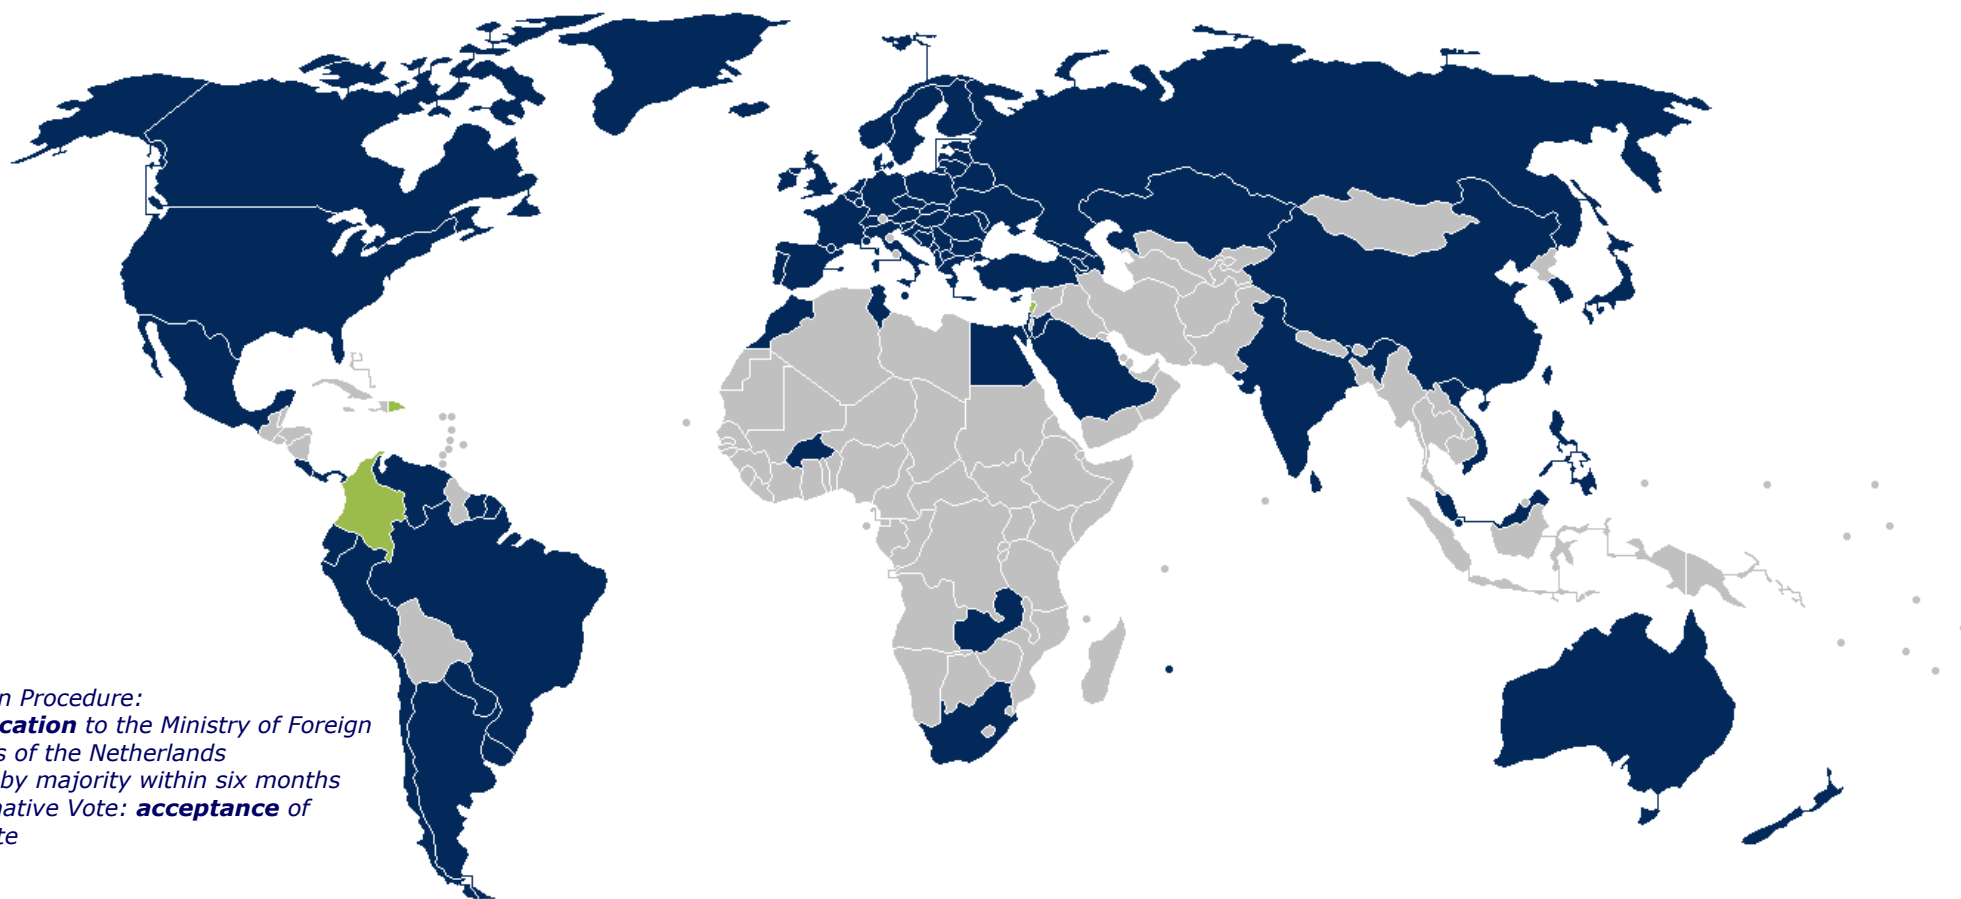 n Procedure:
cation to the Ministry of Foreign
s of the Netherlands
by majority within six months
native Vote: acceptance of
te